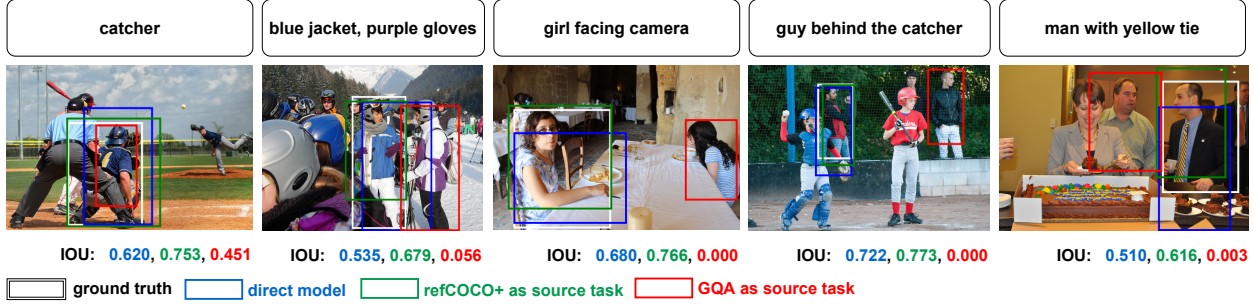 catcher
blue jacket, purple gloves
girl facing camera
guy behind the catcher
man with yellow tie
IOU: 0.620, 0.753, 0.451
IOU: 0.535, 0.679, 0.056
IOU: 0.680, 0.766, 0.000
IOU: 0.722, 0.773, 0.000
IOU: 0.510, 0.616, 0.003
ground truth
direct model
refCOCO+ as source task
GQA as source task